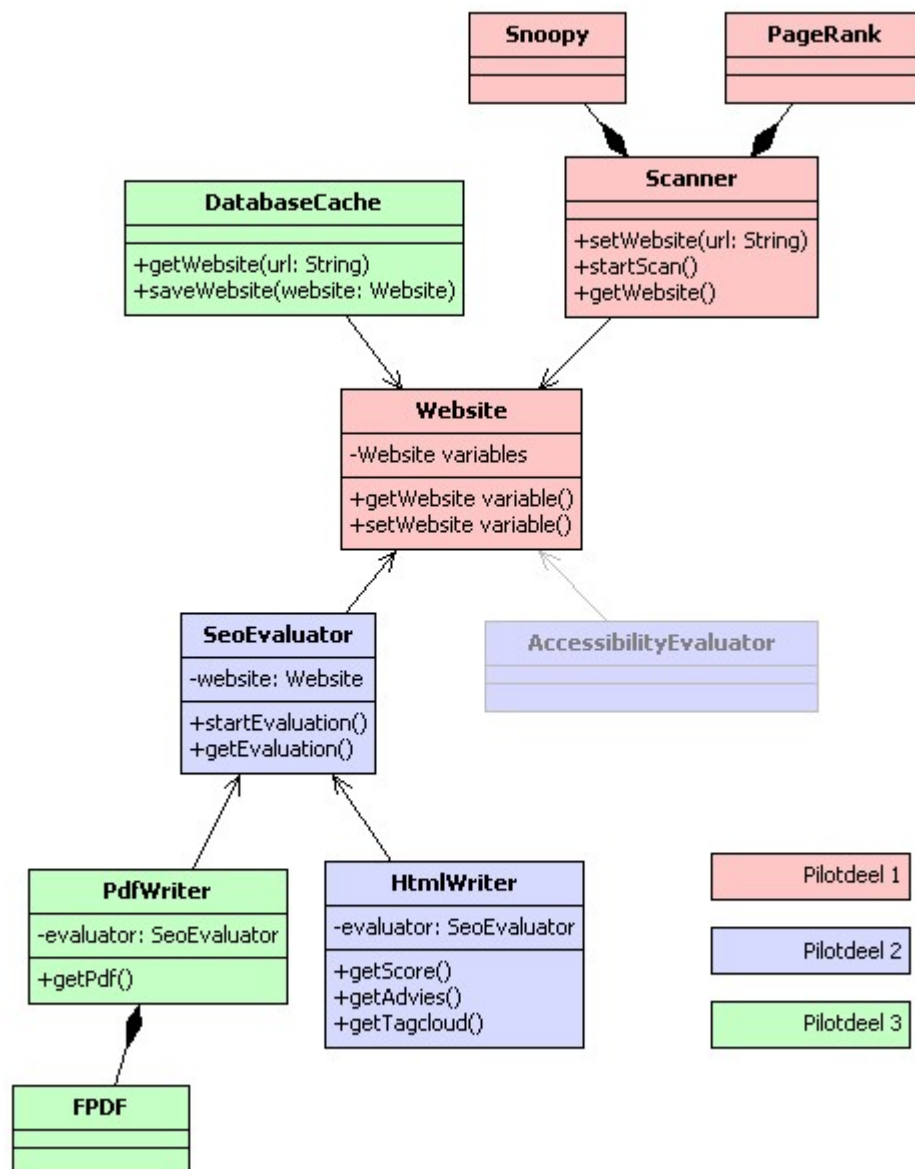 Snoopy
PageRank
Scanner
+setWebsite(url: String)
+startScan()
+getWebsite()
DatabaseCache
+getWebsite(url: String)
+saveWebsite(website: Website)
Website
-Website variables
+getWebsite variable()
+setWebsite variable()
SeoEvaluator
-website: Website
+startEvaluation()
+getEvaluation()
AccessibilityEvaluator
PdfWriter
-evaluator: SeoEvaluator
+getPdf()
HtmlWriter
-evaluator: SeoEvaluator
+getScore()
+getAdvies()
+getTagcloud()
Pilotdeel 1
Pilotdeel 2
Pilotdeel 3
FPDF